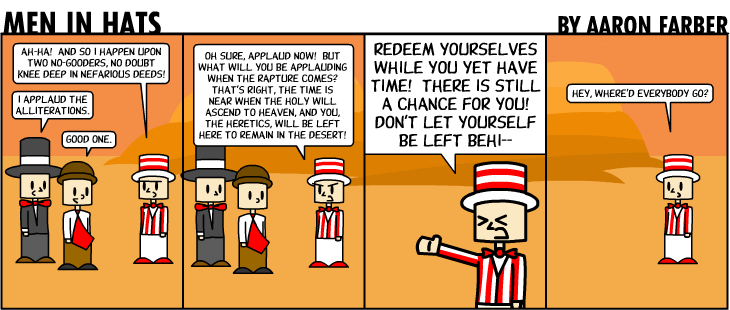 MEN IN HATS
BY AARON FARBER
AH-HA! AND SO I HAPPEN UPON
TWO NO-GOODERS, NO DOUBT
KNEE DEEP IN NEFARIOUS DEEDS!
I APPLAUD THE
ALLITERATIONS.
GOOD ONE.
OH SURE, APPLAUD NOW! BUT
WHAT WILL YOU BE APPLAUDING
WHEN THE RAPTURE COMES?
THAT'S RIGHT, THE TIME IS
NEAR WHEN THE HOLY WILL
ASCEND TO HEAVEN, AND YOU,
THE HERETICS, WILL BE LEFT
HERE TO REMAIN IN THE DESERT!
REDEEM YOURSELVES
WHILE YOU YET HAVE
TIME! THERE IS STILL
A CHANCE FOR YOU!
DON'T LET YOURSELF
BE LEFT BEHI--
HEY, WHERE'D EVERYBODY GO?